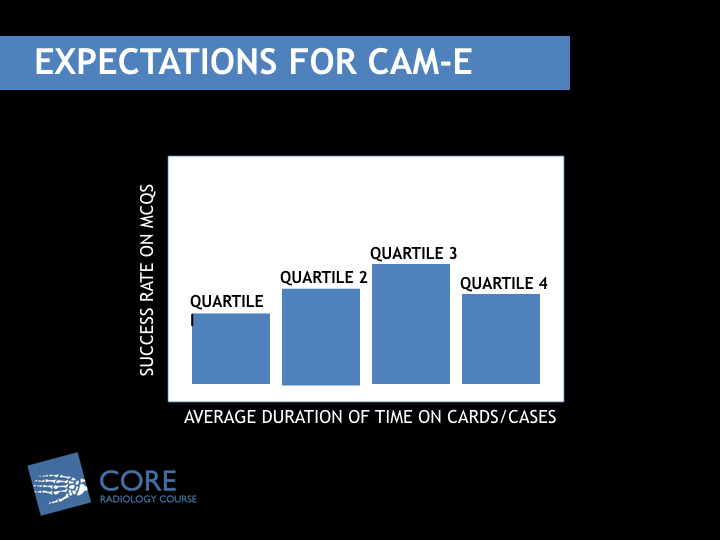 EXPECTATIONS FOR CAM-E
SUCCESS RATE ON MCQS
QUARTILE
1
QUARTILE 2
QUARTILE 3
QUARTILE 4
AVERAGE DURATION OF TIME ON CARDS/CASES
CORE
RADIOLOGY COURSE